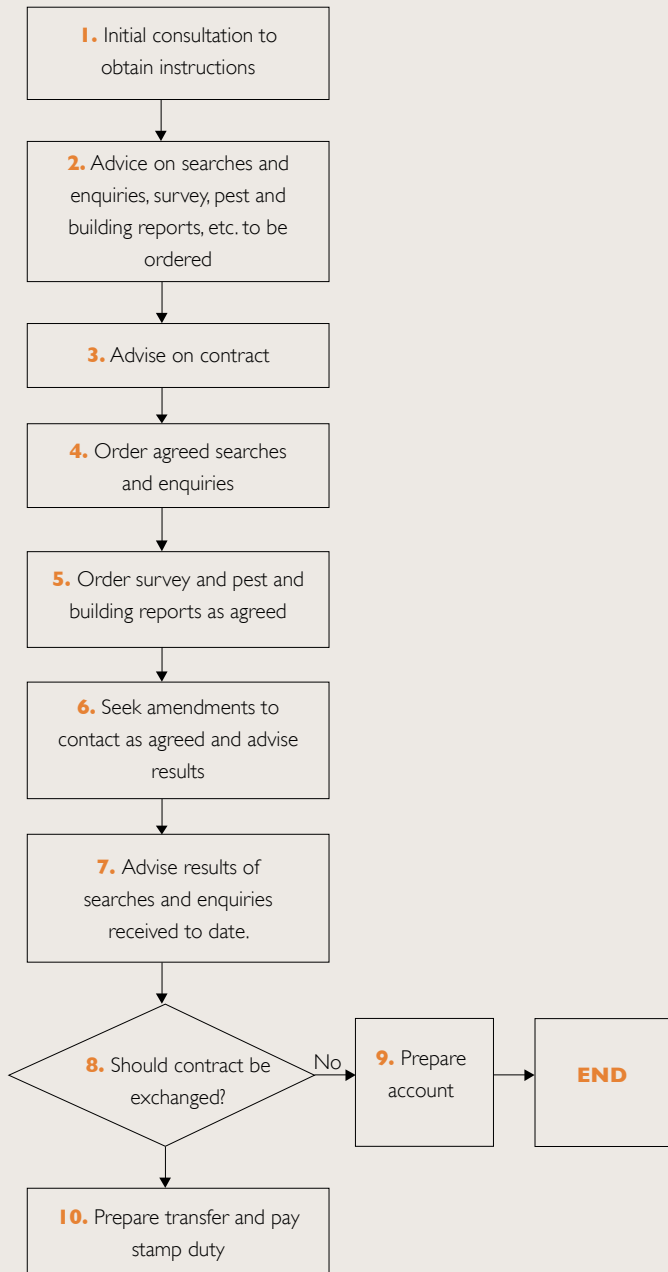 1. Initial consultation to
obtain instructions
2. Advice on searches and
enquiries, survey, pest and
building reports, etc. to be
ordered
3. Advise on contract
4. Order agreed searches
and enquiries
5. Order survey and pest and
building reports as agreed
6. Seek amendments to
contact as agreed and advise
results
7. Advise results of
searches and enquiries
received to date.
8. Should contract be
exchanged?
No
9. Prepare
account
END
10. Prepare transfer and pay
stamp duty